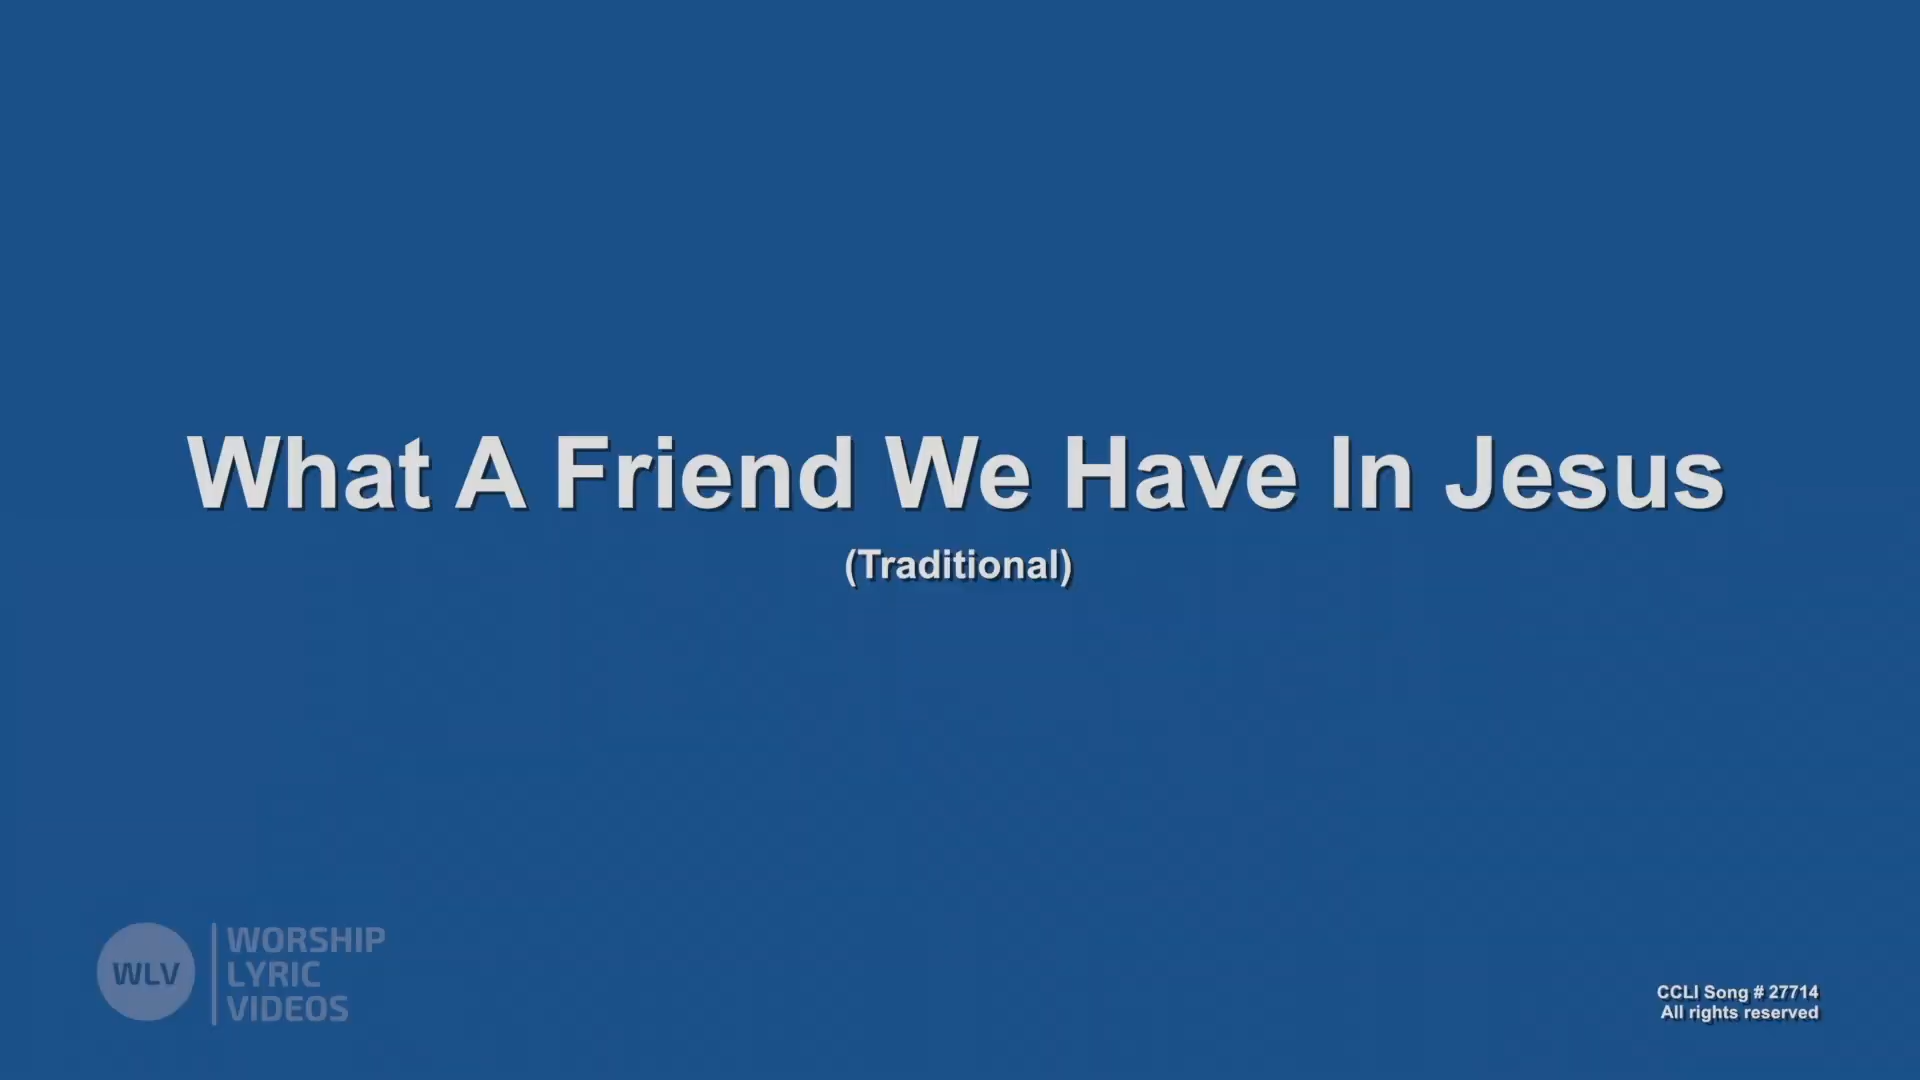 What A Friend We Have In Jesus
(Traditional)
WLV
WORSHIP
LYRIC
VIDEOS
CCLI Song # 27714
All rights reserved